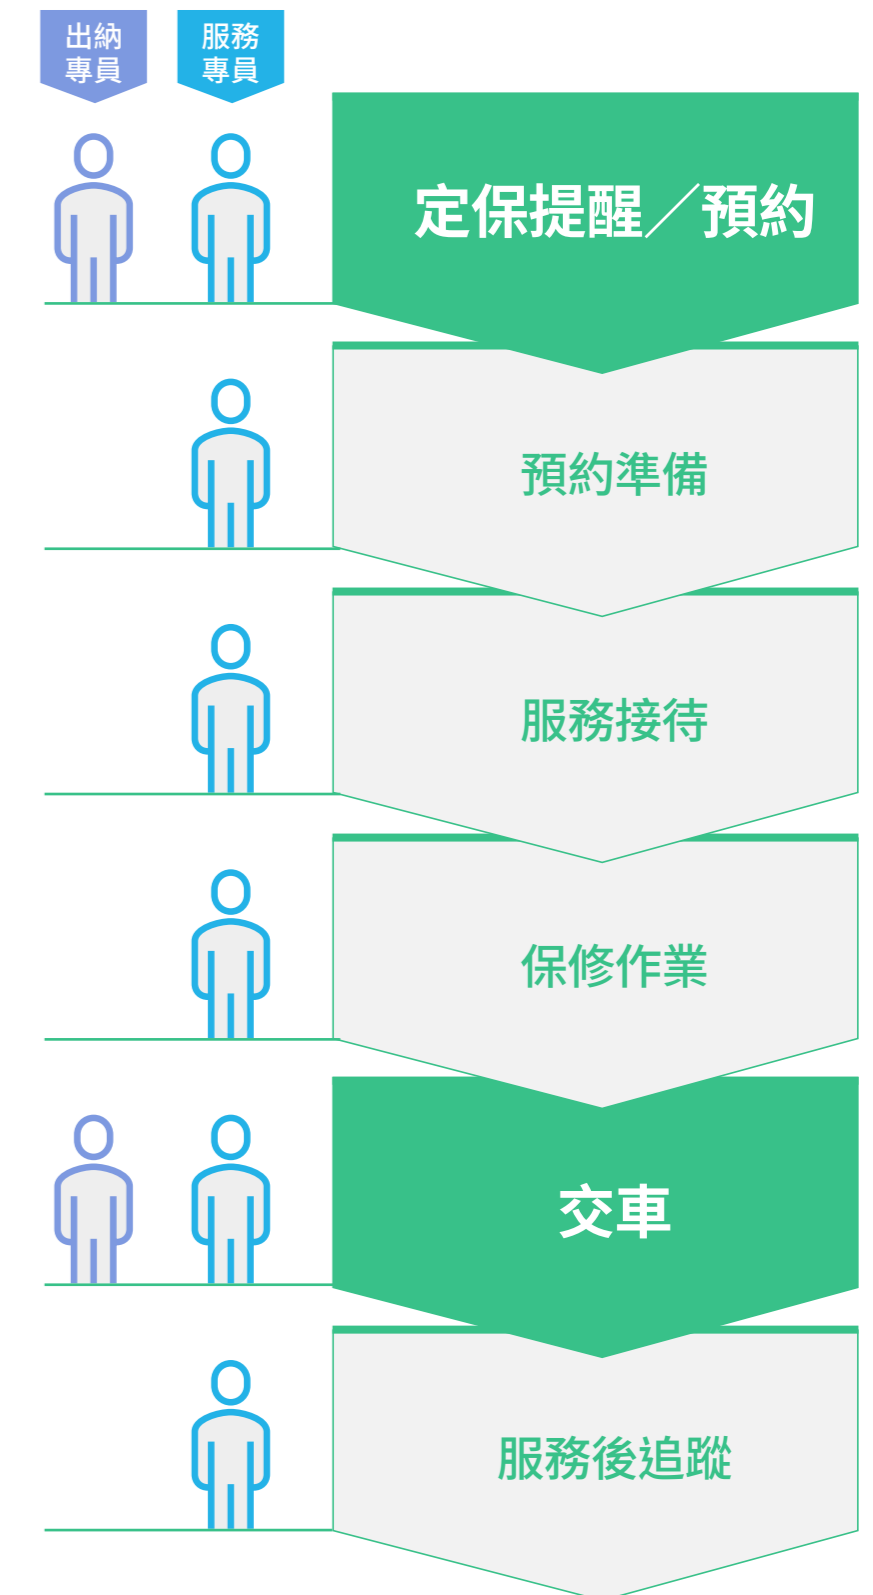 出納
專員
服務
專員
定保提醒／預約
預約準備
服務接待
保修作業
交車
服務後追蹤